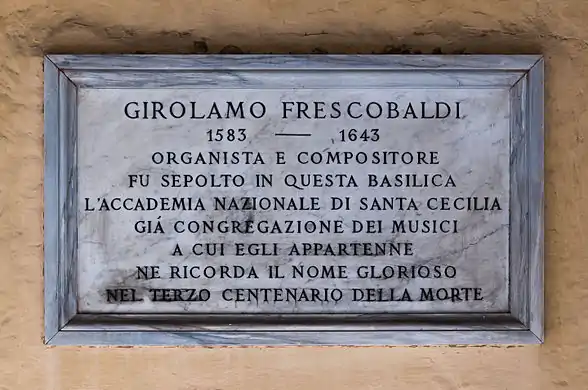 GIROLAMO FRESCOBALDI
1583 — 1643
ORGANISTA E COMPOSITORE
FU SEPOLTO IN QUESTA BASILICA
L'ACCADEMIA NAZIONALE DI SANTA CECILIA
GIÁ CONGREGAZIONE DEI MUSICI
A CUI EGLI APPARTENNE
NE RICORDA IL NOME GLORIOSO
NEL TERZO CENTENARIO DELLA MORTE